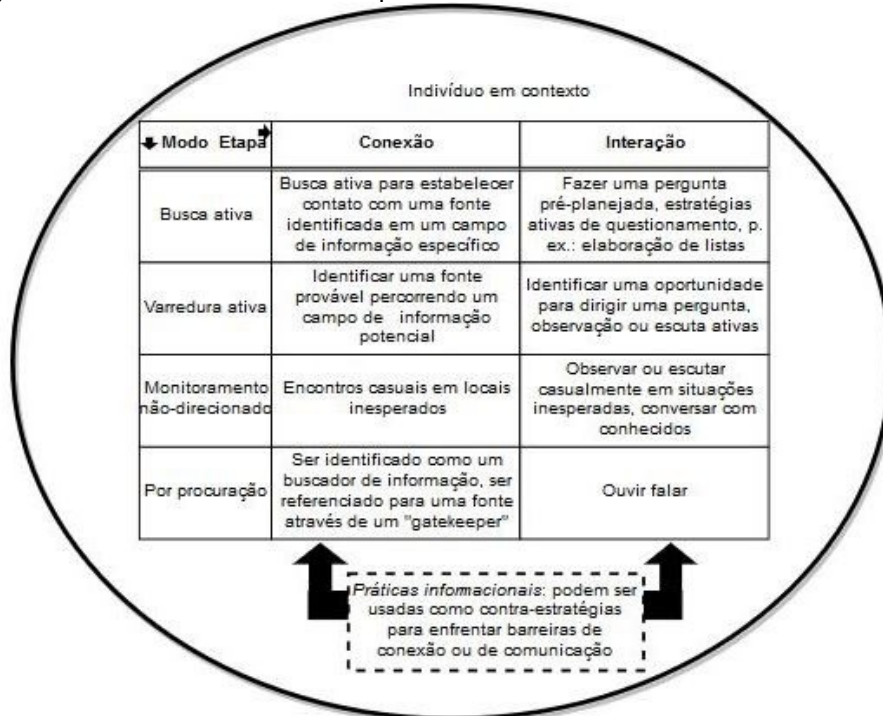 Indivíduo em contexto
Modo Etapa
Conexão
Interação
Busca ativa
Busca ativa para estabelecer
contato com uma fonte
identificada em um campo
de informação específico
Fazer uma pergunta
pré-planejada, estratégias
ativas de questionamento, p.
ex.: elaboração de listas
Varredura ativa
Identificar uma fonte
provável percorrendo um
campo de informação
potencial
Identificar uma oportunidade
para dirigir uma pergunta,
observação ou escuta ativas
Monitoramento
não-direcionado
Encontros casuais em locais
inesperados
Observar ou escutar
casualmente em situações
inesperadas, conversar com
conhecidos
Por procuração
Ser identificado como um
buscador de informação, ser
referenciado para uma fonte
através de um "gatekeeper"
Ouvir falar
Práticas informacionais: podem ser
usadas como contra-estratégias
para enfrentar barreiras de
conexão ou de comunicação